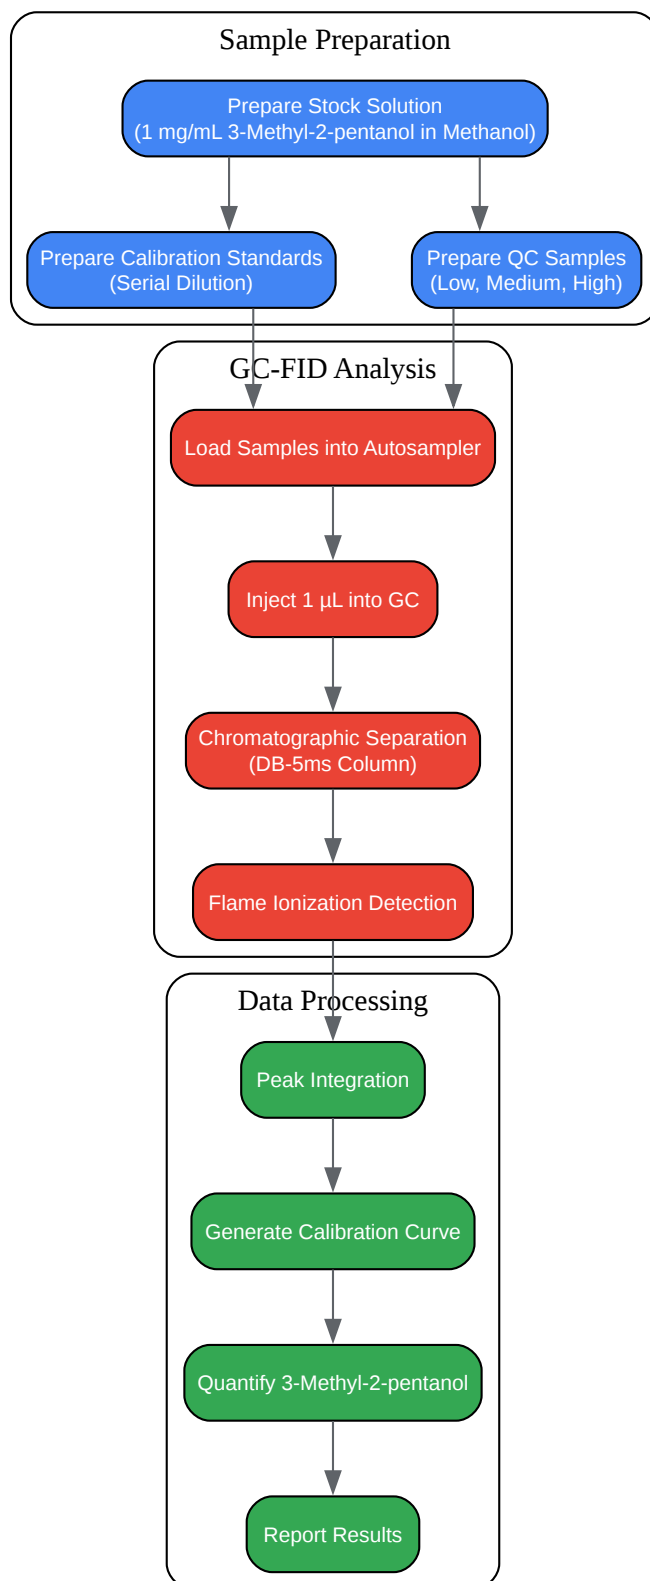 Sample Preparation
Prepare Stock Solution
(1 mg/mL 3-Methyl-2-pentanol in Methanol)
Prepare Calibration Standards
(Serial Dilution)
Prepare QC Samples
(Low, Medium, High)
GC-FID Analysis
Load Samples into Autosampler
Inject 1 µL into GC
Chromatographic Separation
(DB-5ms Column)
Flame Ionization Detection
Data Processing
Peak Integration
Generate Calibration Curve
Quantify 3-Methyl-2-pentanol
Report Results